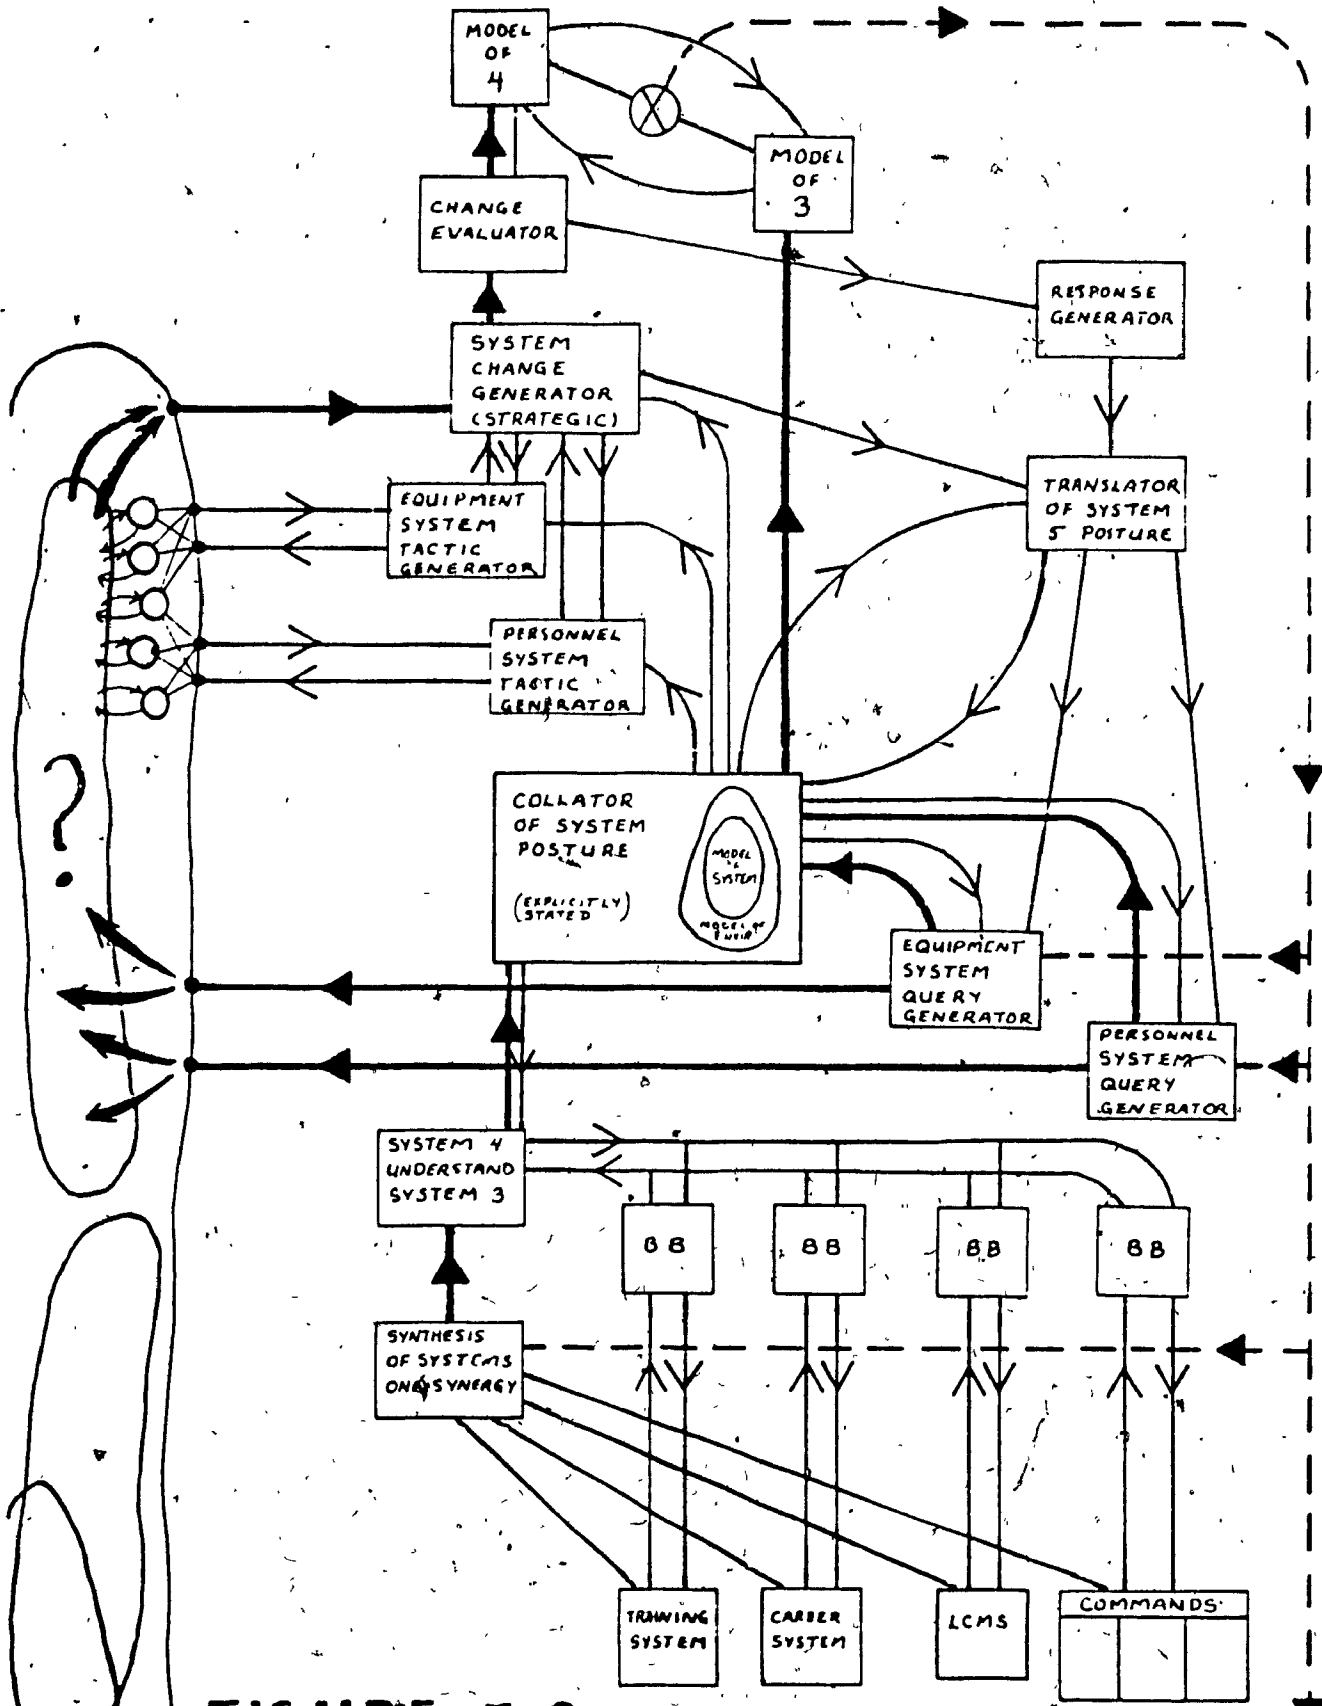 MODEL
OF
4
MODEL
OF
3
CHANGE
EVALUATOR
RESPONSE
GENERATOR
SYSTEM
CHANGE
GENERATOR
(STRATEGIC)
EQUIPMENT
SYSTEM
TACTIC
GENERATOR
TRANSLATOR
OF SYSTEM
5 POSTURE
PERSONNEL
SYSTEM
TACTIC
GENERATOR
?
COLLATOR
OF SYSTEM
POSTURE
(EXPLICITLY
STATED)
MODEL
SYSTEM
MODEL OF
EQUIPMENT
SYSTEM
QUERY
GENERATOR
PERSONNEL
SYSTEM
QUERY
GENERATOR
SYSTEM 4
UNDERSTAND
SYSTEM 3
BB
BB
BB
BB
SYNTHESIS
OF SYSTEMS
ONE SYNERGY
TRAINING
SYSTEM
CAREER
SYSTEM
LCMS
COMMANDS